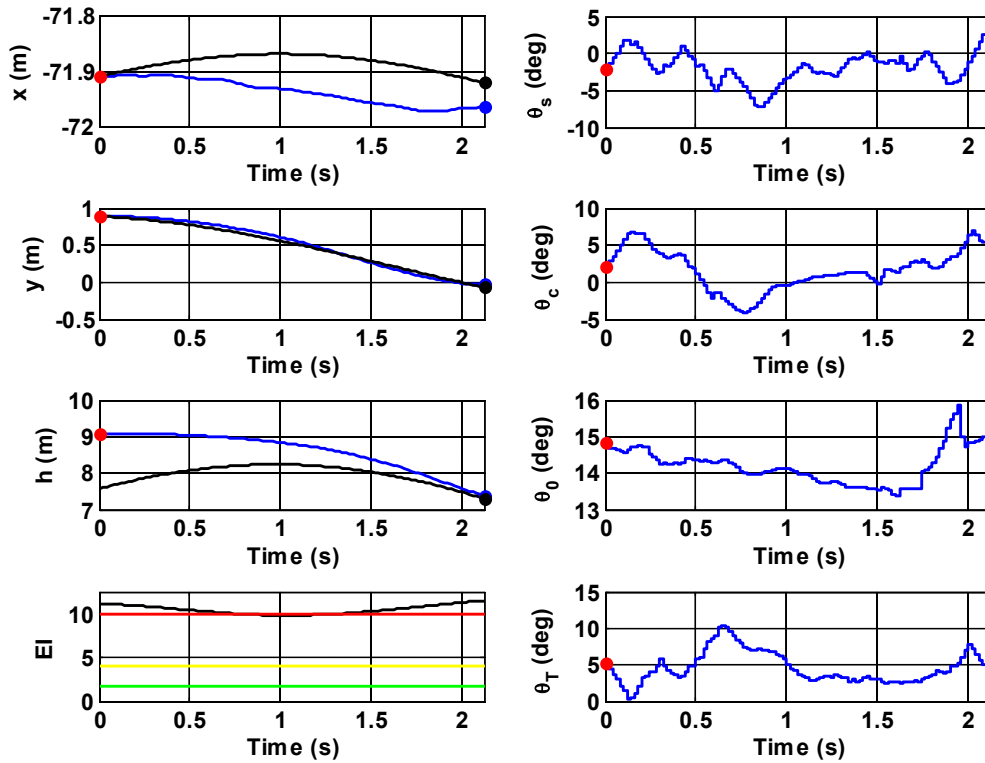 -71.8
-71.9
-72
x (m)
0 0.5 1 1.5 2
Time (s)
5
0
-5
-10
θs (deg)
0 0.5 1 1.5 2
Time (s)
1
0.5
0
-0.5
y (m)
0 0.5 1 1.5 2
Time (s)
10
5
0
-5
θc (deg)
0 0.5 1 1.5 2
Time (s)
10
9
8
7
h (m)
0 0.5 1 1.5 2
Time (s)
16
15
14
13
θ0 (deg)
0 0.5 1 1.5 2
Time (s)
10
5
0
EI
0 0.5 1 1.5 2
Time (s)
15
10
5
0
θT (deg)
0 0.5 1 1.5 2
Time (s)